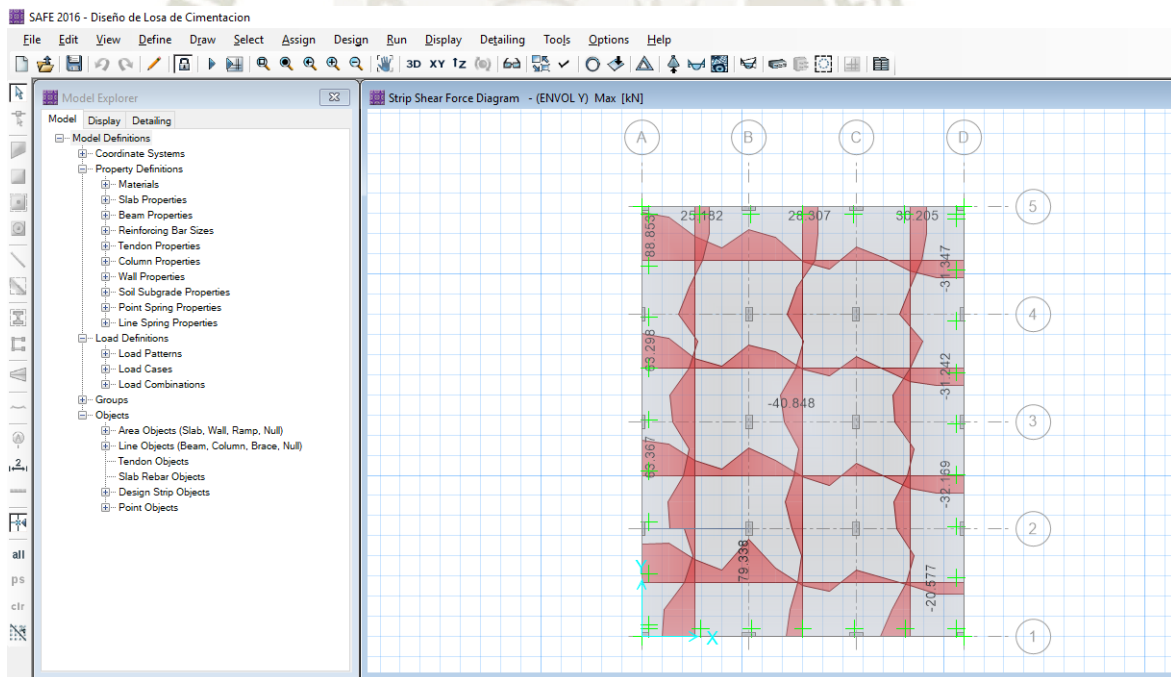 SAFE 2016 - Diseño de Losa de Cimentacion
File Edit View Define Draw Select Assign Design Run Display Detailing Tools Options Help
3D XY
Model Explorer
Model Display Detailing
Model Definitions
Coordinate Systems
Property Definitions
Materials
Slab Properties
Beam Properties
Reinforcing Bar Sizes
Tendon Properties
Column Properties
Wall Properties
Soil Subgrade Properties
Point Spring Properties
Line Spring Properties
Load Definitions
Load Patterns
Load Cases
Load Combinations
Groups
Objects
Area Objects (Slab, Wall, Ramp, Null)
Line Objects (Beam, Column, Brace, Null)
Tendon Objects
Slab Rebar Objects
Design Strip Objects
Point Objects
2
all
ps
clr
Strip Shear Force Diagram - (ENVOL Y) Max [kN]
A B C D
25.182 28.307 30.205
5
88.853
-31.347
4
-31.242
-40.848
3
-32.169
2
79.338
-20.577
Y
X
1